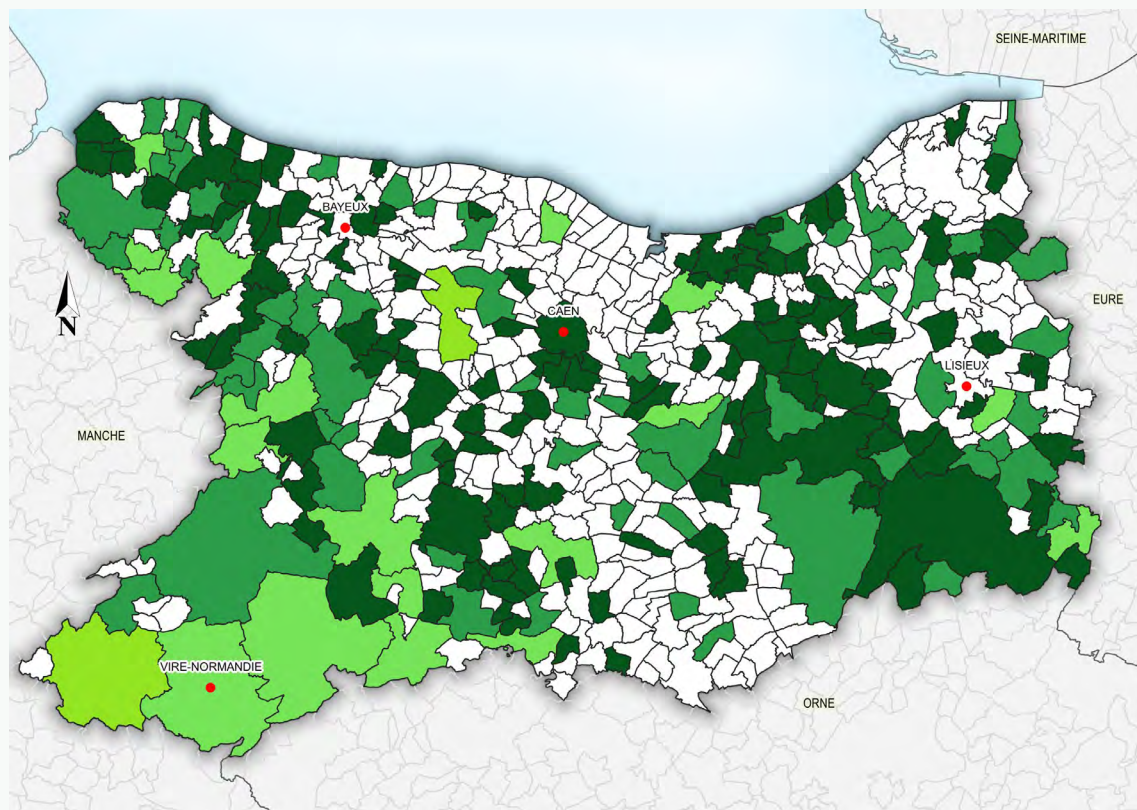 SEINE-MARITIME
BAYEUX
N
CAEN
EURE
LISIEUX
MANCHE
VIRE-NORMANDIE
ORNE